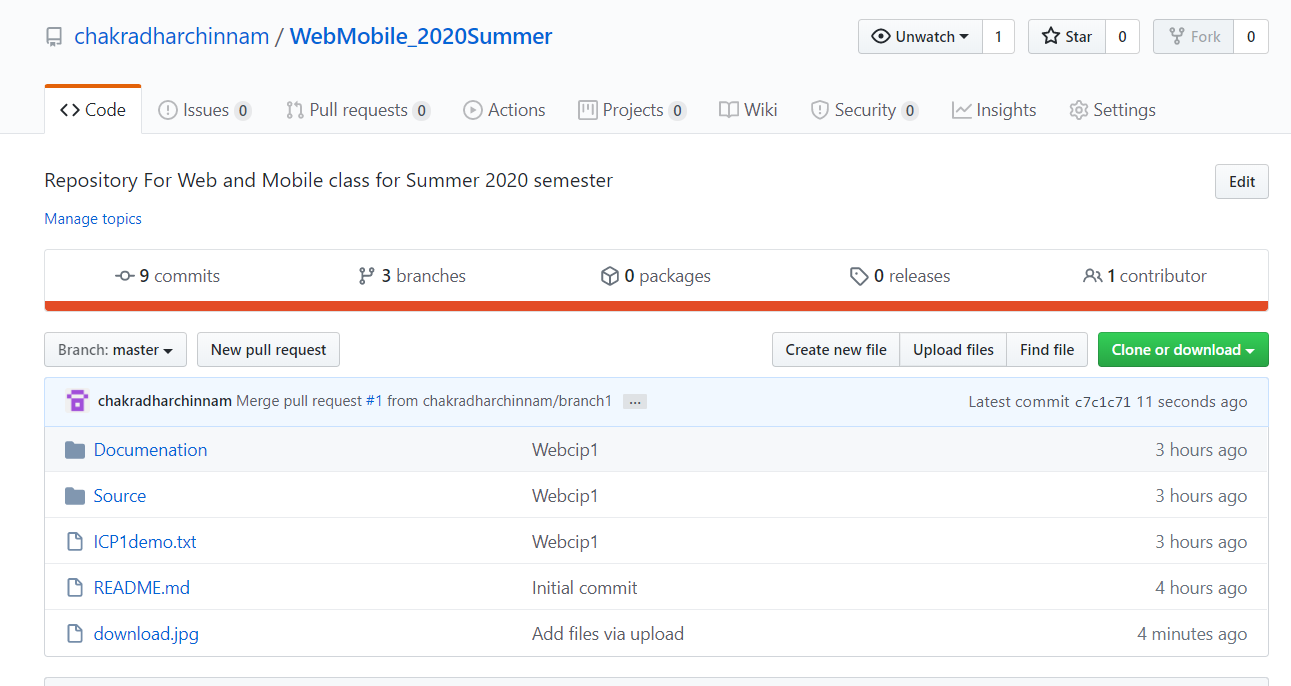 chakradharchinnam / WebMobile_2020Summer Unwatch 1 Star 0 Fork 0
Code Issues 0 Pull requests 0 Actions Projects 0 Wiki Security 0 Insights Settings
Repository For Web and Mobile class for Summer 2020 semester Edit
Manage topics
9 commits 3 branches 0 packages 0 releases 1 contributor
Branch: master New pull request Create new file Upload files Find file Clone or download
chakradharchinnam Merge pull request #1 from chakradharchinnam/branch1 ... Latest commit c7c1c71 11 seconds ago
Documenation Webcip1 3 hours ago
Source Webcip1 3 hours ago
ICP1demo.txt Webcip1 3 hours ago
README.md Initial commit 4 hours ago
download.jpg Add files via upload 4 minutes ago